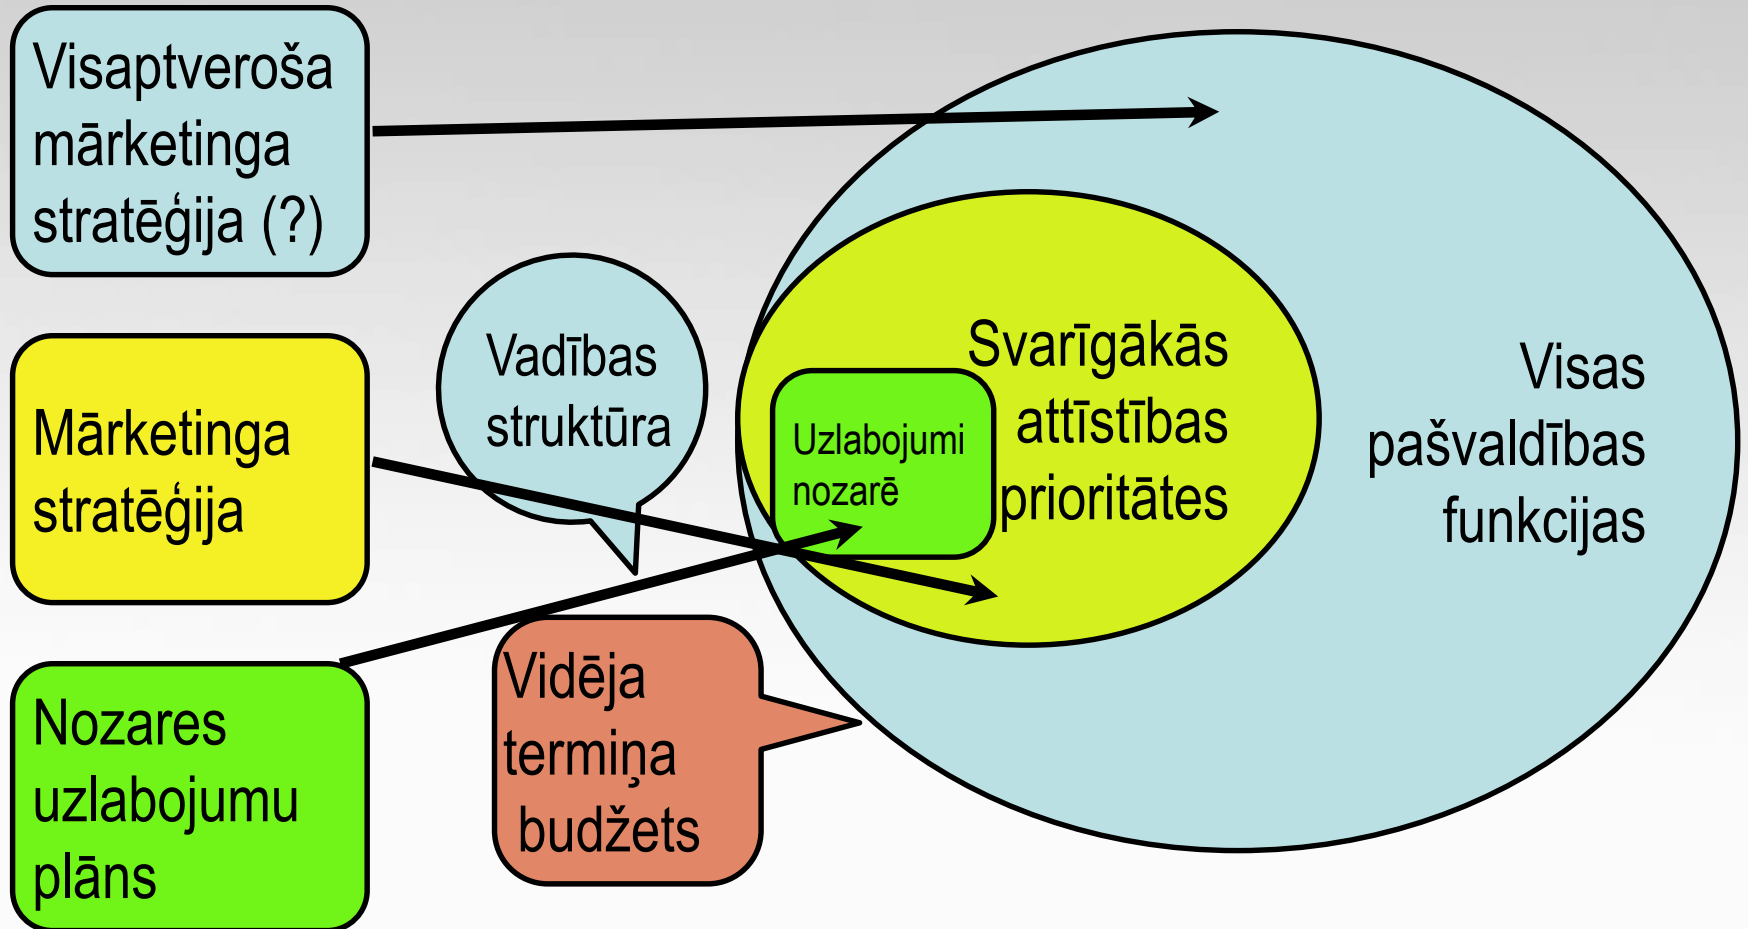 Visaptveroša
mārketinga
stratēģija (?)
Mārketinga
stratēģija
Nozares
uzlabojumu
plāns
Vadības
struktūra
Vidēja
termiņa
budžets
Uzlabojumi
nozarē
Svarīgākās
attīstības
prioritātes
Visas
pašvaldības
funkcijas